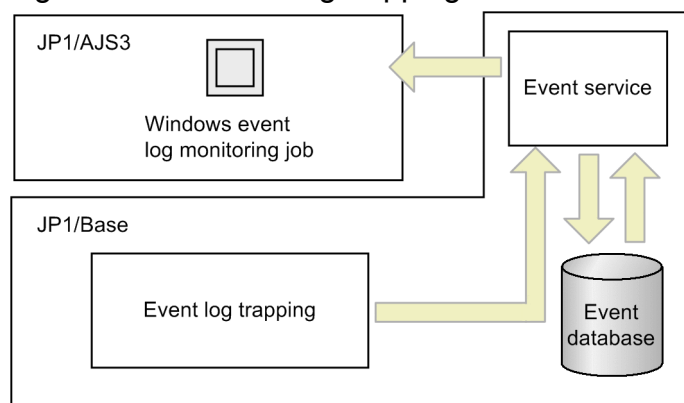 JP1/AJS3
Windows event
log monitoring job
Event service
JP1/Base
Event log trapping
Event
database